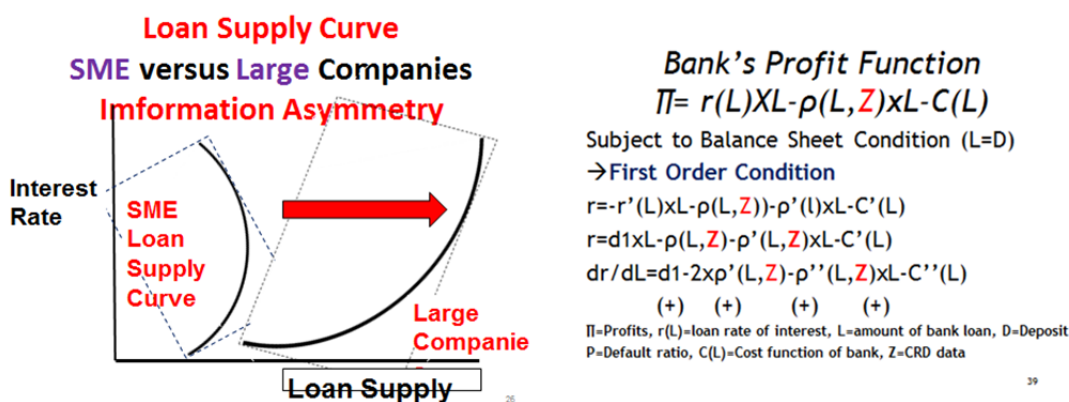 Loan Supply Curve
SME versus Large Companies
Imformation Asymmetry
Interest
Rate
SME
Loan
Supply
Curve
Large
Companie
Loan Supply
26
Bank's Profit Function
∏= r(L)XL-ρ(L,Z)xL-C(L)
Subject to Balance Sheet Condition (L=D)
→First Order Condition
r=-r'(L)xL-ρ(L,Z))-ρ'(l)xL-C'(L)
r=d1xL-ρ(L,Z)-ρ'(L,Z)xL-C'(L)
dr/dL=d1-2xρ'(L,Z)-ρ''(L,Z)xL-C''(L)
(+) (+) (+) (+)
∏=Profits, r(L)=loan rate of interest, L=amount of bank loan, D=Deposit
P=Default ratio, C(L)=Cost function of bank, Z=CRD data
39